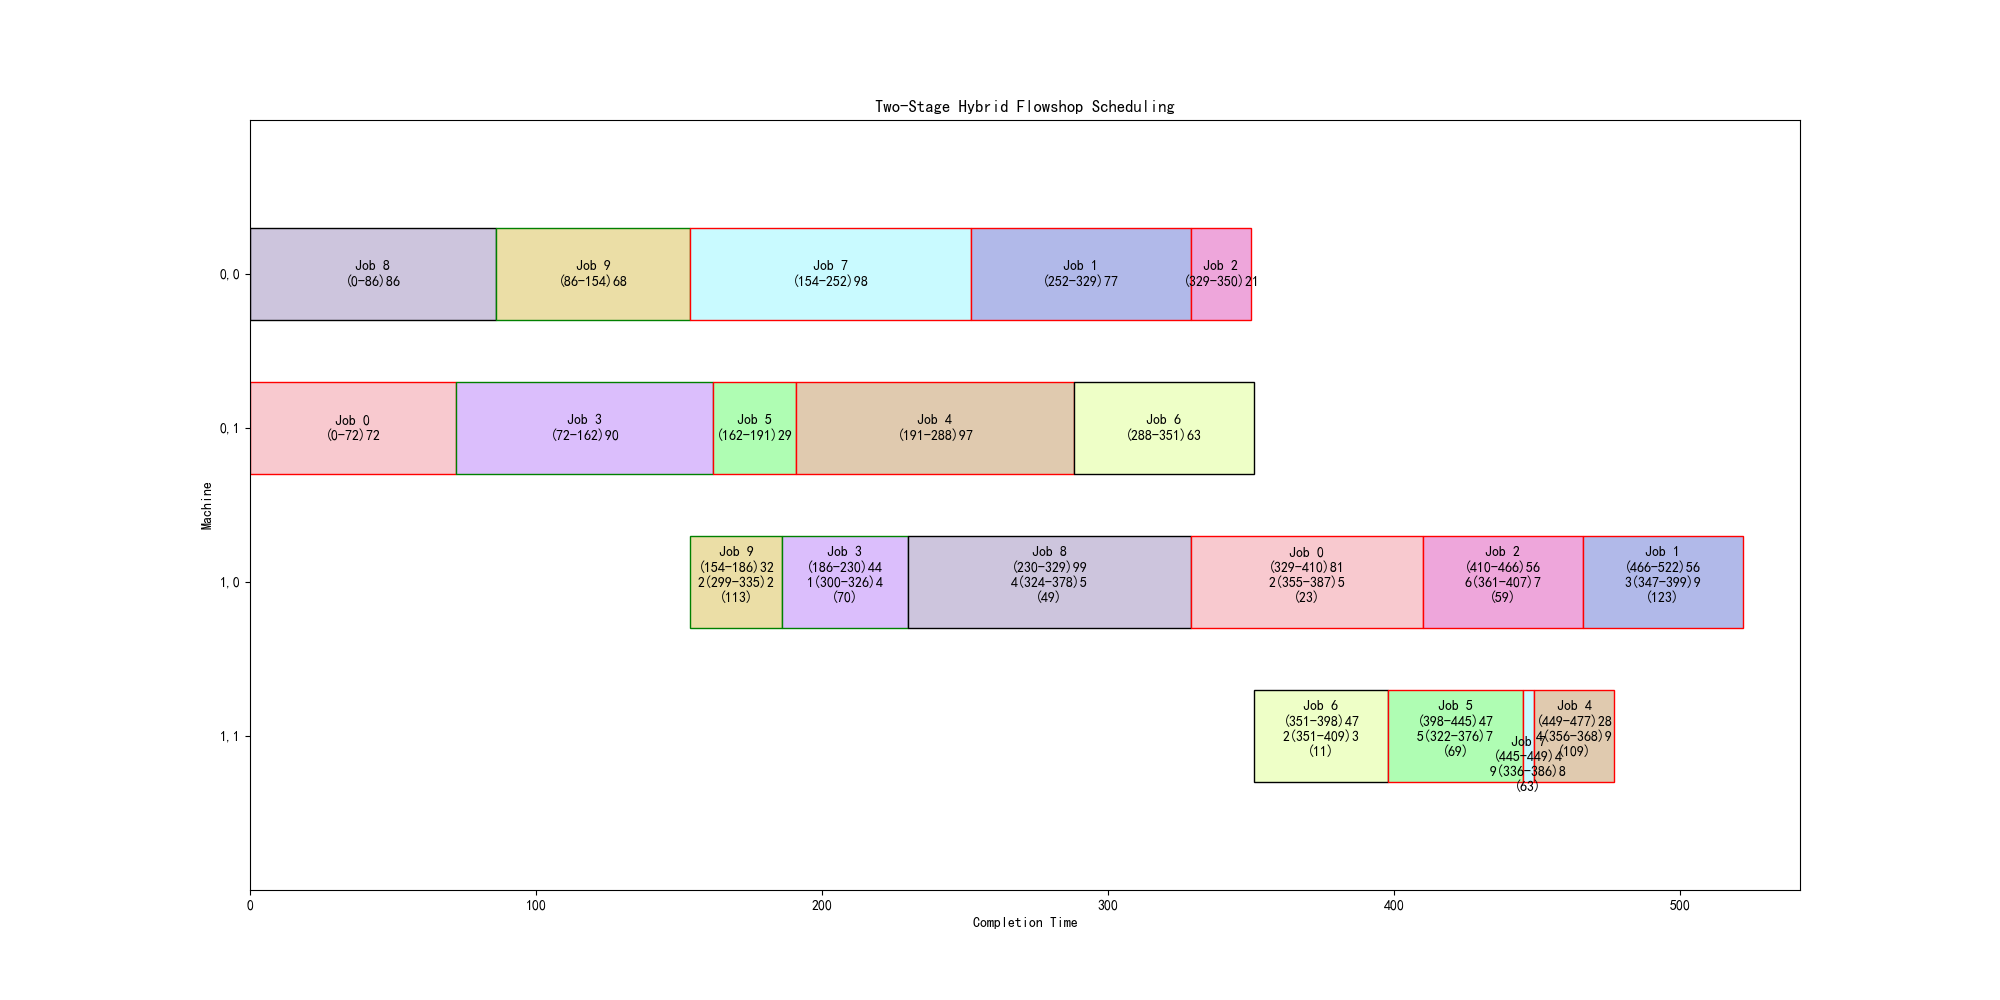 Two-Stage Hybrid Flowshop Scheduling
Machine
0,0
Job 8
(0-86)86
Job 9
(86-154)68
Job 7
(154-252)98
Job 1
(252-329)77
Job 2
(329-350)21
0,1
Job 0
(0-72)72
Job 3
(72-162)90
Job 5
(162-191)29
Job 4
(191-288)97
Job 6
(288-351)63
1,0
Job 9
(154-186)32
2(299-335)2
(113)
Job 3
(186-230)44
1(300-326)4
(70)
Job 8
(230-329)99
4(324-378)5
(49)
Job 0
(329-410)81
2(355-387)5
(23)
Job 2
(410-466)56
6(361-407)7
(59)
Job 1
(466-522)56
3(347-399)9
(123)
1,1
Job 6
(351-398)47
2(351-409)3
(11)
Job 5
(398-445)47
5(322-376)7
(69)
Job 7
(445-449)4
9(336-386)8
(63)
Job 4
(449-477)28
4(356-368)9
(109)
0
100
200
300
400
500
Completion Time